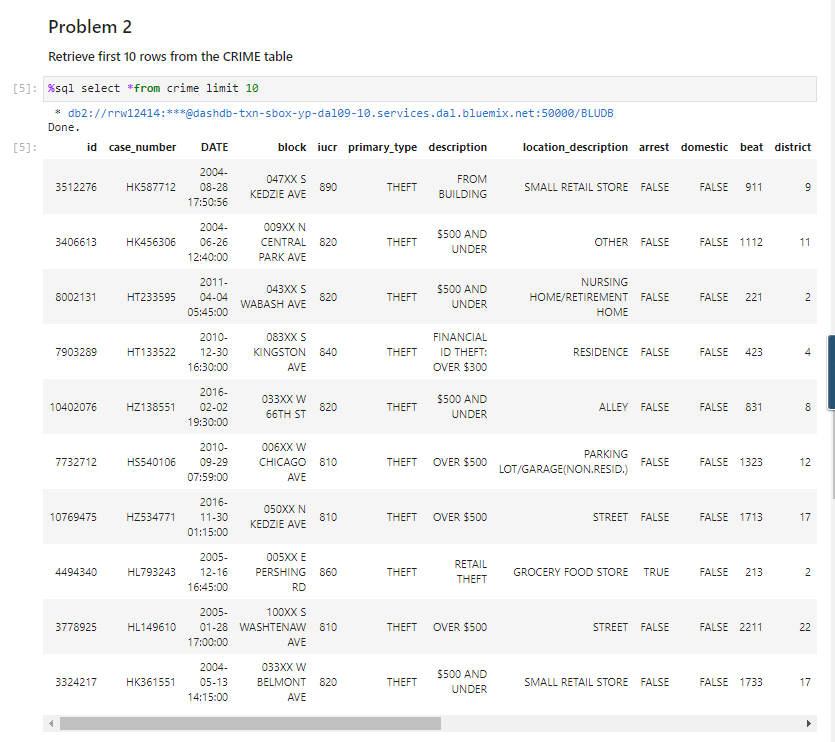 Problem 2
Retrieve first 10 rows from the CRIME table
[5]: %sql select *from crime limit 10
* db2://rrw12414:***@dashdb-txn-sbox-yp-dal09-10.services.dal.bluemix.net:50000/BLUDB
Done.
[5]: id case_number DATE block iucr primary_type description location_description arrest domestic beat district
3512276 HK587712 2004-08-28 17:50:56 047XX S KEDZIE AVE 890 THEFT FROM BUILDING SMALL RETAIL STORE FALSE FALSE 911 9
3406613 HK456306 2004-06-26 12:40:00 009XX N CENTRAL PARK AVE 820 THEFT $500 AND UNDER OTHER FALSE FALSE 1112 11
8002131 HT233595 2011-04-04 05:45:00 043XX S WABASH AVE 820 THEFT $500 AND UNDER NURSING HOME/RETIREMENT HOME FALSE FALSE 221 2
7903289 HT133522 2010-12-30 16:30:00 083XX S KINGSTON AVE 840 THEFT FINANCIAL ID THEFT: OVER $300 RESIDENCE FALSE FALSE 423 4
10402076 HZ138551 2016-02-02 19:30:00 033XX W 66TH ST 820 THEFT $500 AND UNDER ALLEY FALSE FALSE 831 8
7732712 HS540106 2010-09-29 07:59:00 006XX W CHICAGO AVE 810 THEFT OVER $500 PARKING LOT/GARAGE(NON.RESID.) FALSE FALSE 1323 12
10769475 HZ534771 2016-11-30 01:15:00 050XX N KEDZIE AVE 810 THEFT OVER $500 STREET FALSE FALSE 1713 17
4494340 HL793243 2005-12-16 16:45:00 005XX E PERSHING RD 860 THEFT RETAIL THEFT GROCERY FOOD STORE TRUE FALSE 213 2
3778925 HL149610 2005-01-28 17:00:00 100XX S WASHTENAW AVE 810 THEFT OVER $500 STREET FALSE FALSE 2211 22
3324217 HK361551 2004-05-13 14:15:00 033XX W BELMONT AVE 820 THEFT $500 AND UNDER SMALL RETAIL STORE FALSE FALSE 1733 17